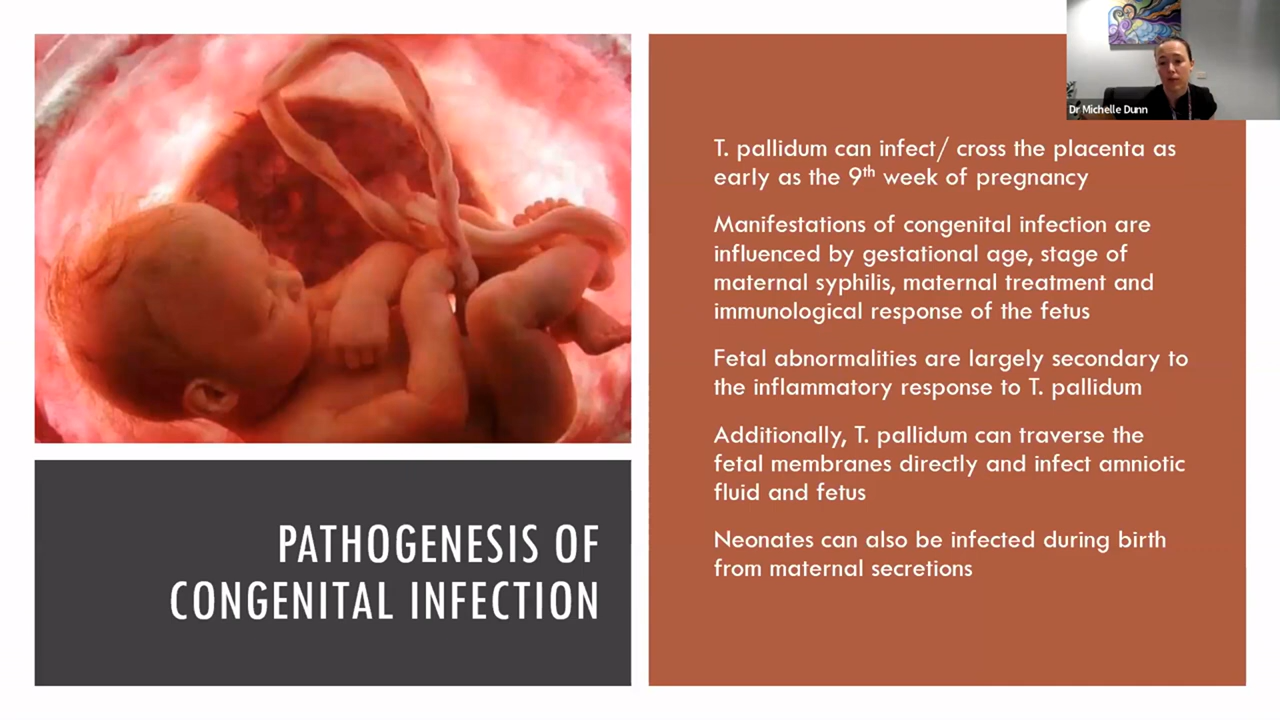 Dr Michelle Dunn
T. pallidum can infect/ cross the placenta as
early as the 9th week of pregnancy
Manifestations of congenital infection are
influenced by gestational age, stage of
maternal syphilis, maternal treatment and
immunological response of the fetus
Fetal abnormalities are largely secondary to
the inflammatory response to T. pallidum
Additionally, T. pallidum can traverse the
fetal membranes directly and infect amniotic
fluid and fetus
Neonates can also be infected during birth
from maternal secretions
PATHOGENESIS OF
CONGENITAL INFECTION